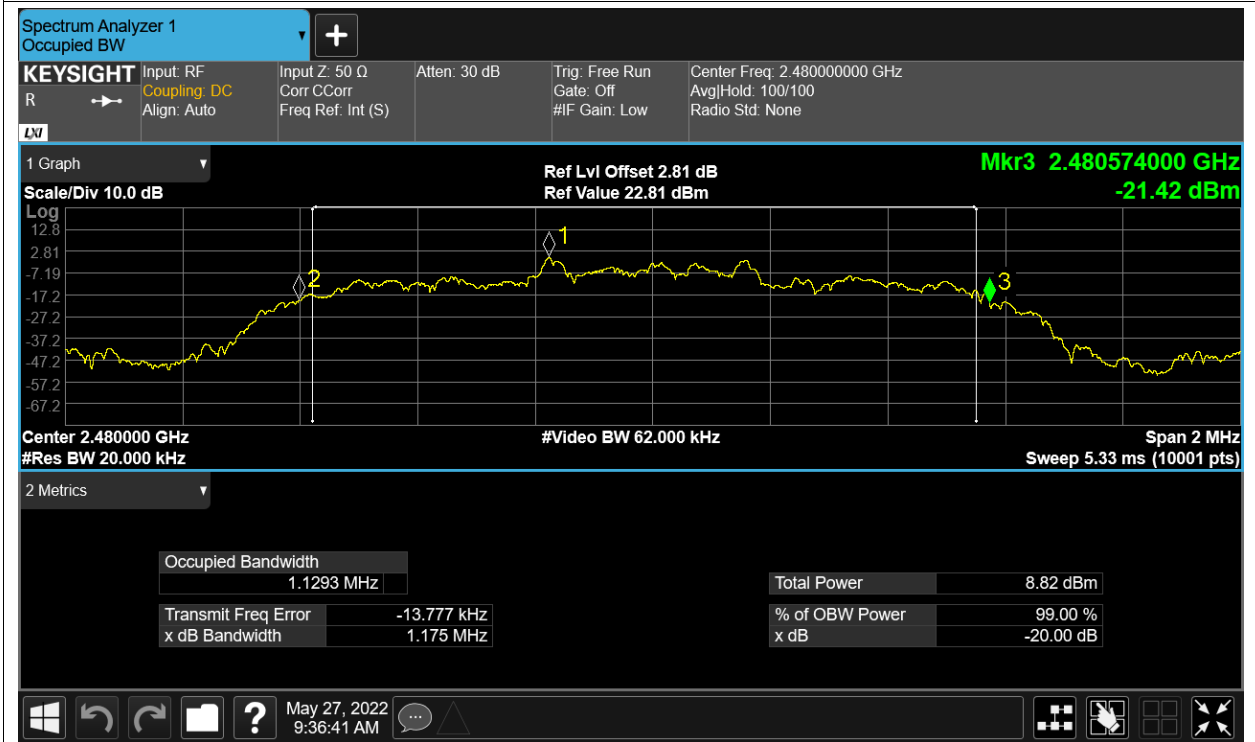 Spectrum Analyzer 1
Occupied BW
+
KEYSIGHT Input: RF Input Z: 50 Ω Atten: 30 dB Trig: Free Run Center Freq: 2.480000000 GHz
R Coupling: DC Corr CCorr Gate: Off Avg|Hold: 100/100
Align: Auto Freq Ref: Int (S) #IF Gain: Low Radio Std: None
LXI
1 Graph Ref Lvl Offset 2.81 dB Mkr3 2.480574000 GHz
Scale/Div 10.0 dB Ref Value 22.81 dBm -21.42 dBm
Log
12.8
1
2.81
-7.19
2
3
-17.2
-27.2
-37.2
-47.2
-57.2
-67.2
Center 2.480000 GHz #Video BW 62.000 kHz Span 2 MHz
#Res BW 20.000 kHz Sweep 5.33 ms (10001 pts)
2 Metrics
Occupied Bandwidth
1.1293 MHz Total Power 8.82 dBm
Transmit Freq Error -13.777 kHz % of OBW Power 99.00 %
x dB Bandwidth 1.175 MHz x dB -20.00 dB
? May 27, 2022
9:36:41 AM